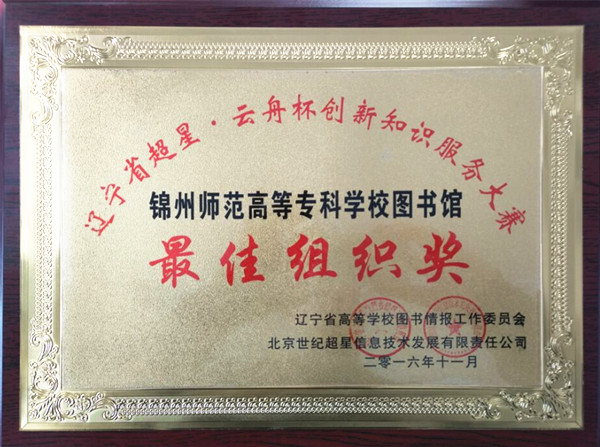 辽宁省超星·云舟杯创新知识服务大赛
锦州师范高等专科学校图书馆
最佳组织奖
辽宁省高等学校图书情报工作委员会
北京世纪超星信息技术发展有限责任公司
二零一六年十一月